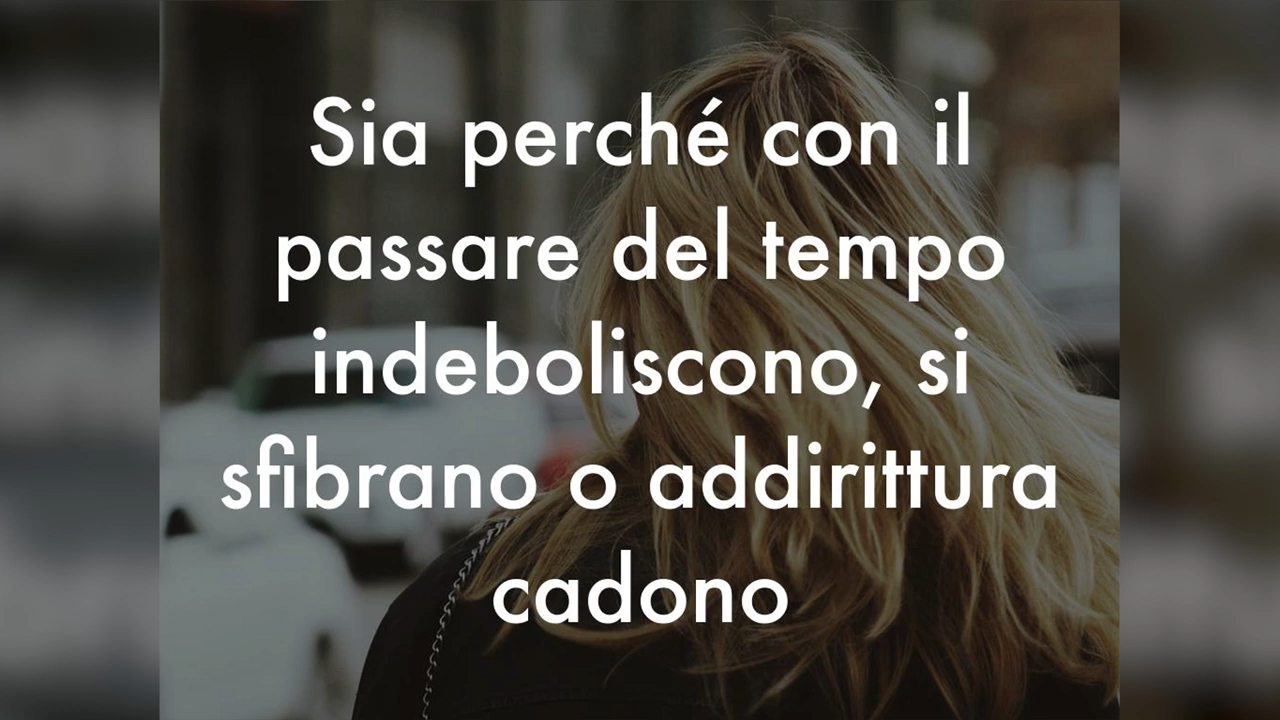 Sia perché con il
passare del tempo
indeboliscono, si
sfibrano o addirittura
cadono